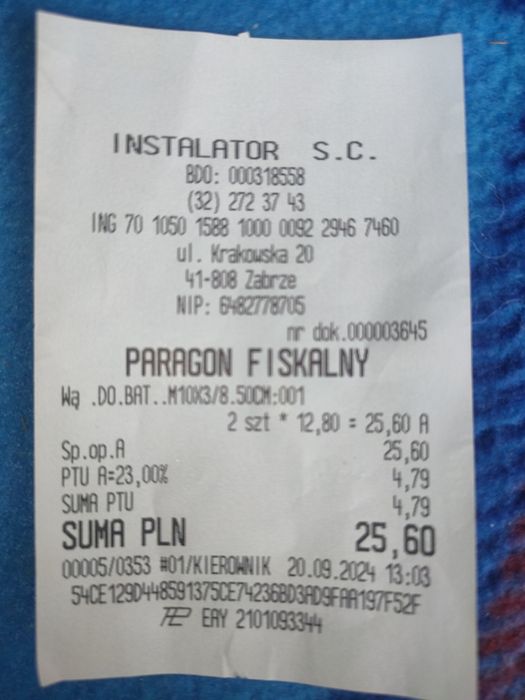 INSTALATOR S.C.
BDO: 000318558
(32) 272 37 43
ING 70 1050 1588 1000 0092 2946 7460
ul. Krakowska 20
41-808 Zabrze
NIP: 6482778705
nr dok.000003645
PARAGON FISKALNY
Wą .DO.BAT..M10X3/8.50CM:001
2 szt * 12,80 = 25,60 A
Sp.op.A 25,60
PTU A=23,00% 4,79
SUMA PTU 4,79
SUMA PLN 25,60
00005/0353 #01/KIEROWNIK 20.09.2024 13:03
54CE129D448591375CE74236BD3AD9FAA197F52F
EAY 2101093344